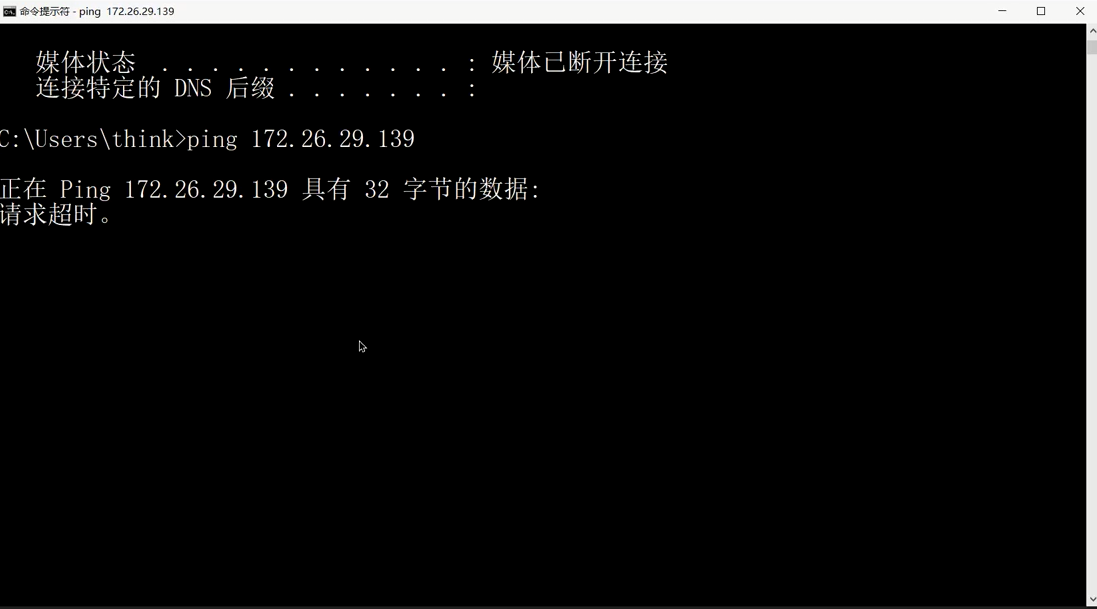 命令提示符 - ping 172.26.29.139
媒体状态 . . . . . . . . . . . . : 媒体已断开连接
连接特定的 DNS 后缀 . . . . . . . :
C:\Users\think>ping 172.26.29.139
正在 Ping 172.26.29.139 具有 32 字节的数据:
请求超时。